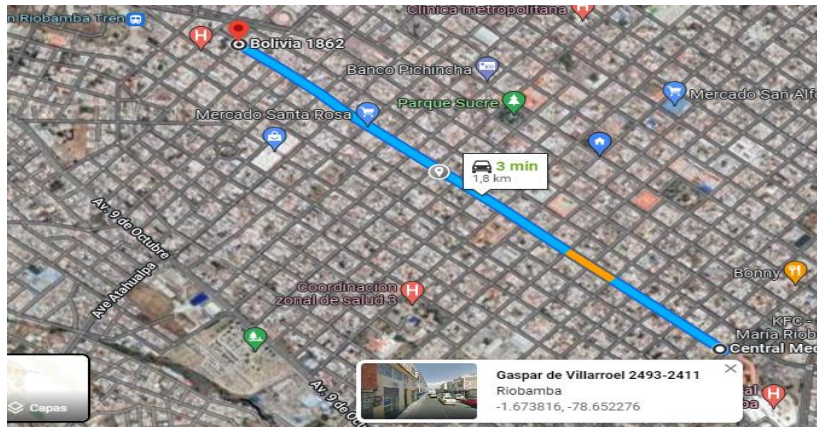 Clínica metropolitana
n Riobamba Tren
Bolivia 1862
Banco Pichincha
Parque Sucre
Mercado San Alfo
Mercado Santa Rosa
3 min
1,8 km
Av. 9 de Octubre
Ave Atahualpa
Coordinacion
zonal de salud 3
Bonny
KFC -
María Riob
Central Med
Gaspar de Villarroel 2493-2411
Riobamba
-1.673816, -78.652276
Capas
Av. 9 de Oct